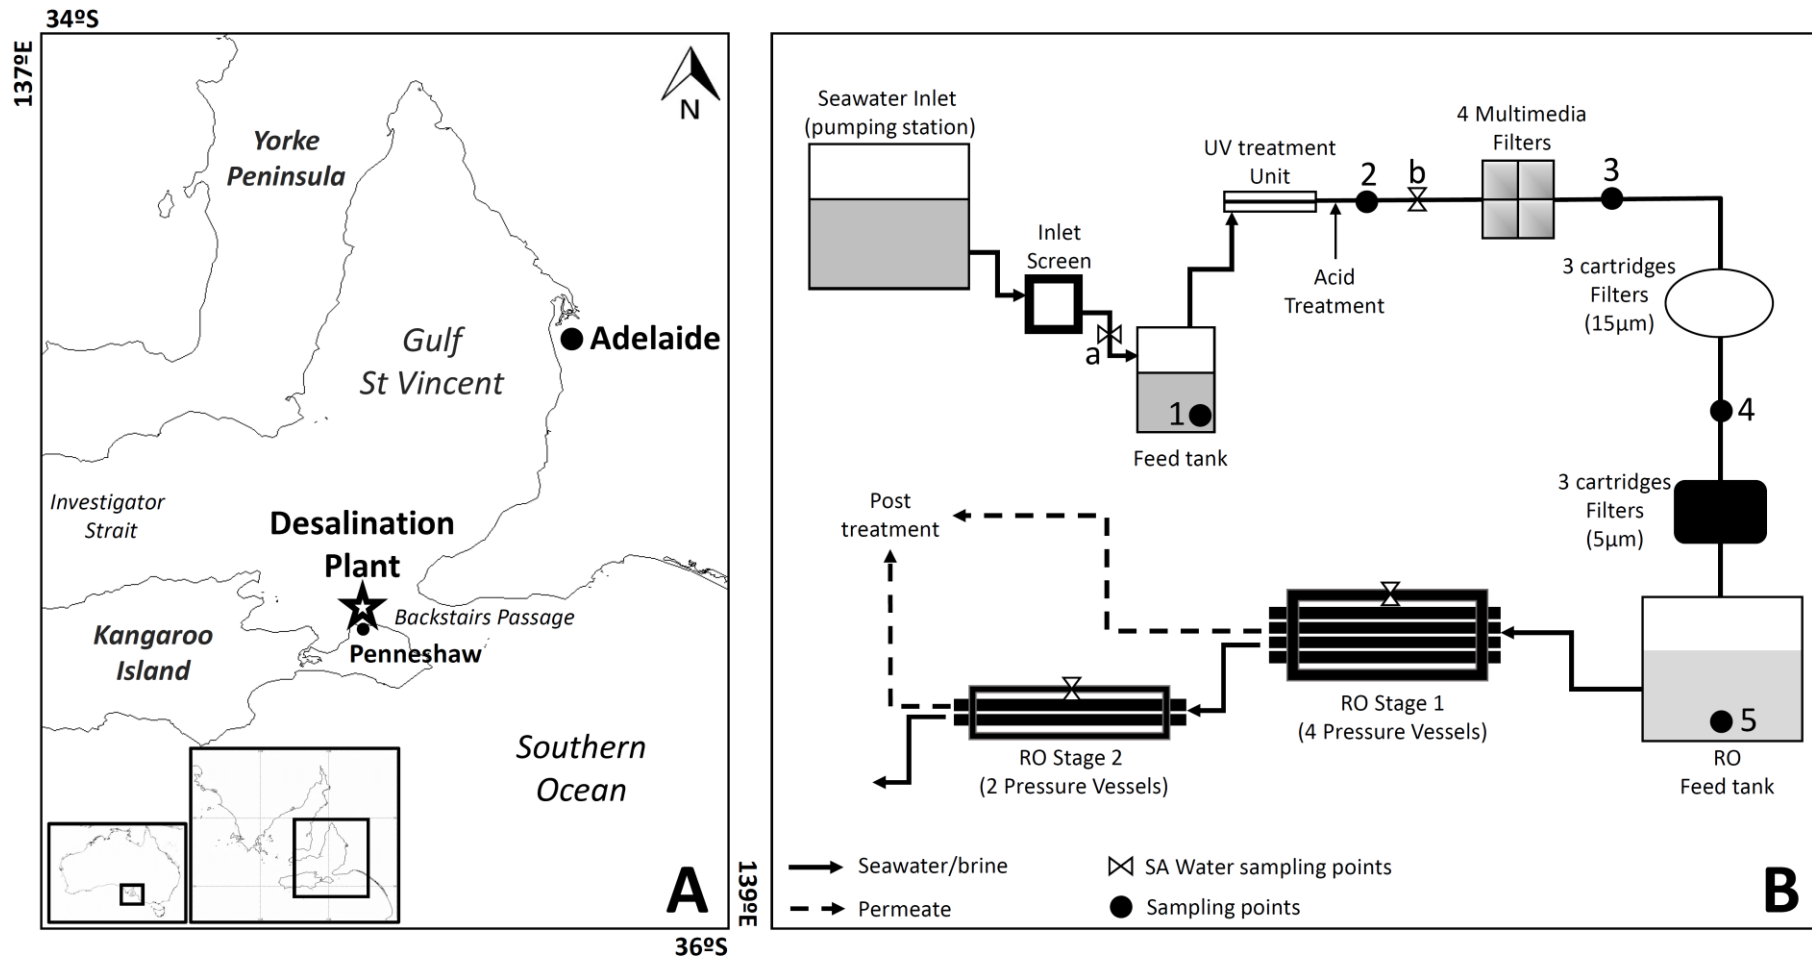 34ºS
137ºE
N
Yorke
Peninsula
Gulf
St Vincent
Adelaide
Investigator
Strait
Desalination
Plant
Backstairs Passage
Penneshaw
Kangaroo
Island
Southern
Ocean
A
139ºE
36ºS
Seawater Inlet
(pumping station)
Inlet
Screen
a
1
Feed tank
UV treatment
Unit
Acid
Treatment
2
b
4 Multimedia
Filters
3
3 cartridges
Filters
(15µm)
4
3 cartridges
Filters
(5µm)
5
RO
Feed tank
RO Stage 1
(4 Pressure Vessels)
RO Stage 2
(2 Pressure Vessels)
Post
treatment
Seawater/brine
Permeate
SA Water sampling points
Sampling points
B